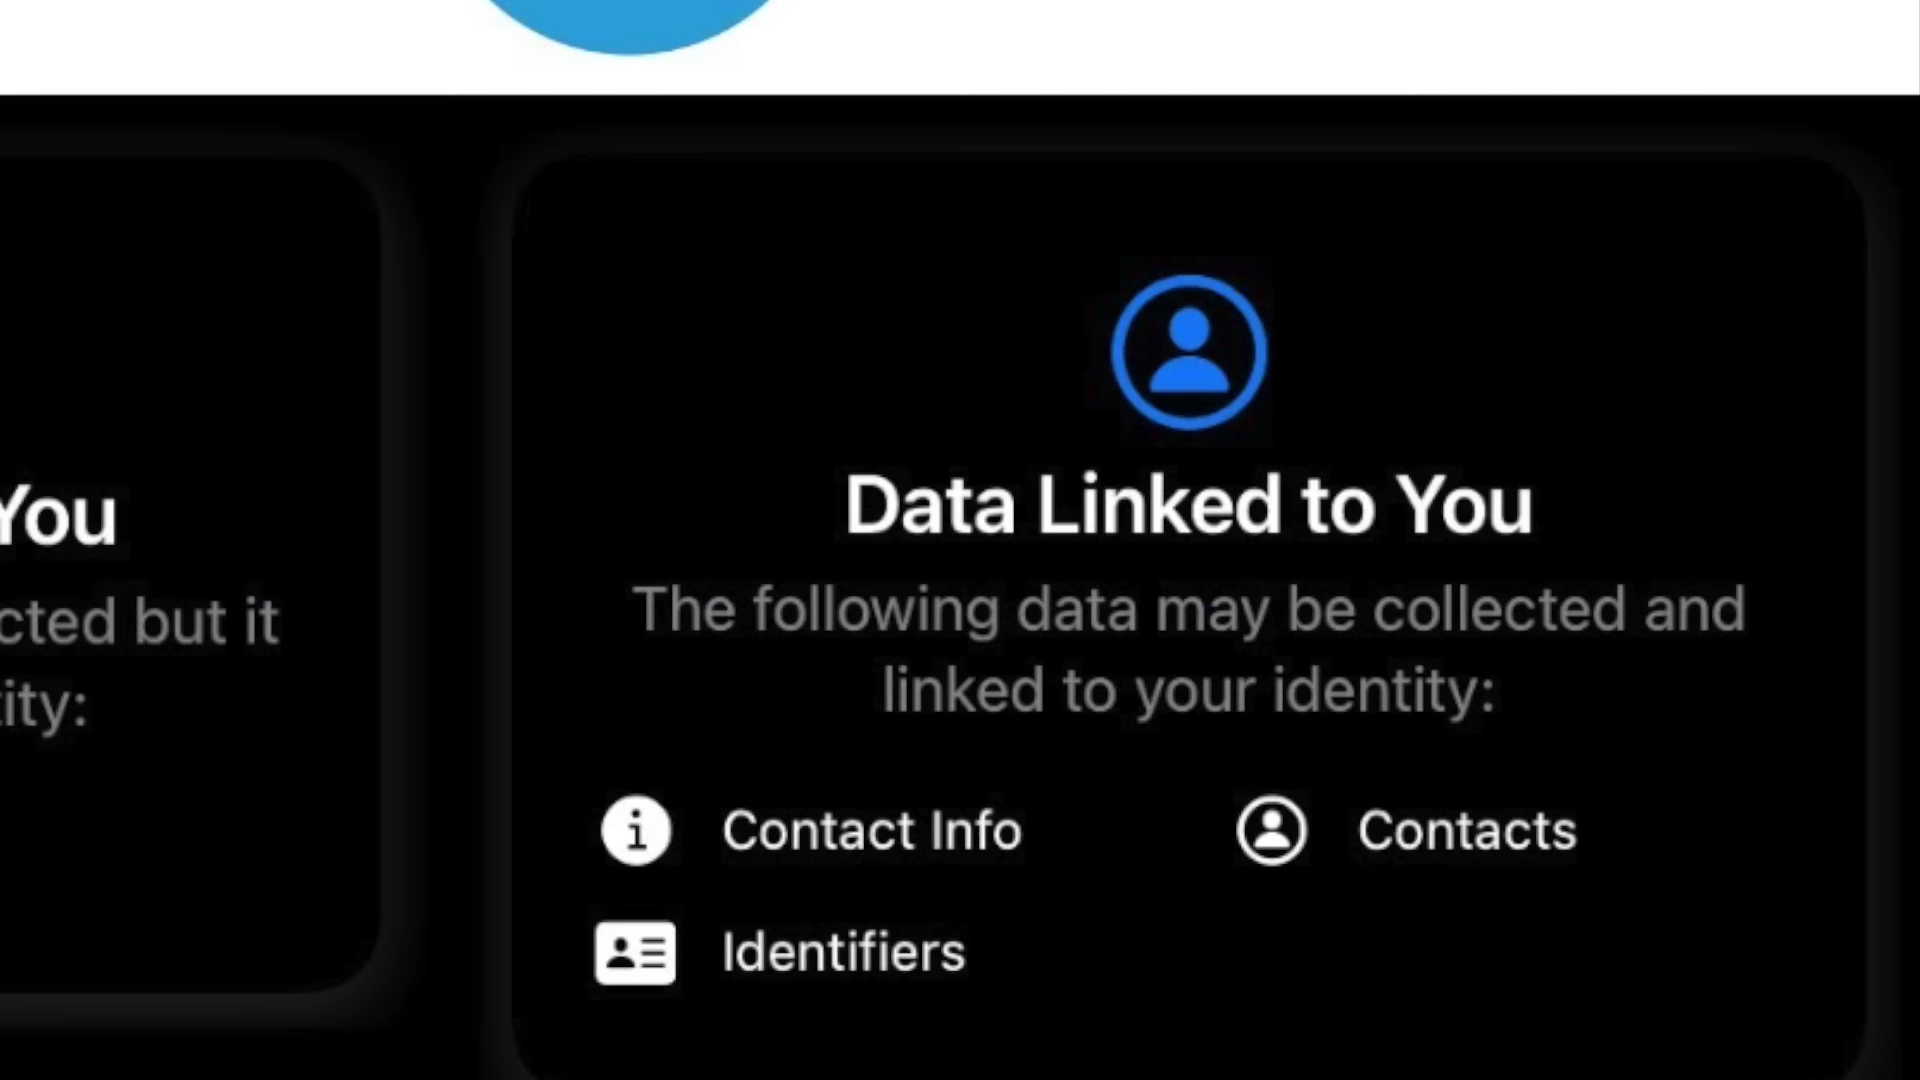 You
cted but it
ity:
Data Linked to You
The following data may be collected and
linked to your identity:
Contact Info
Contacts
Identifiers